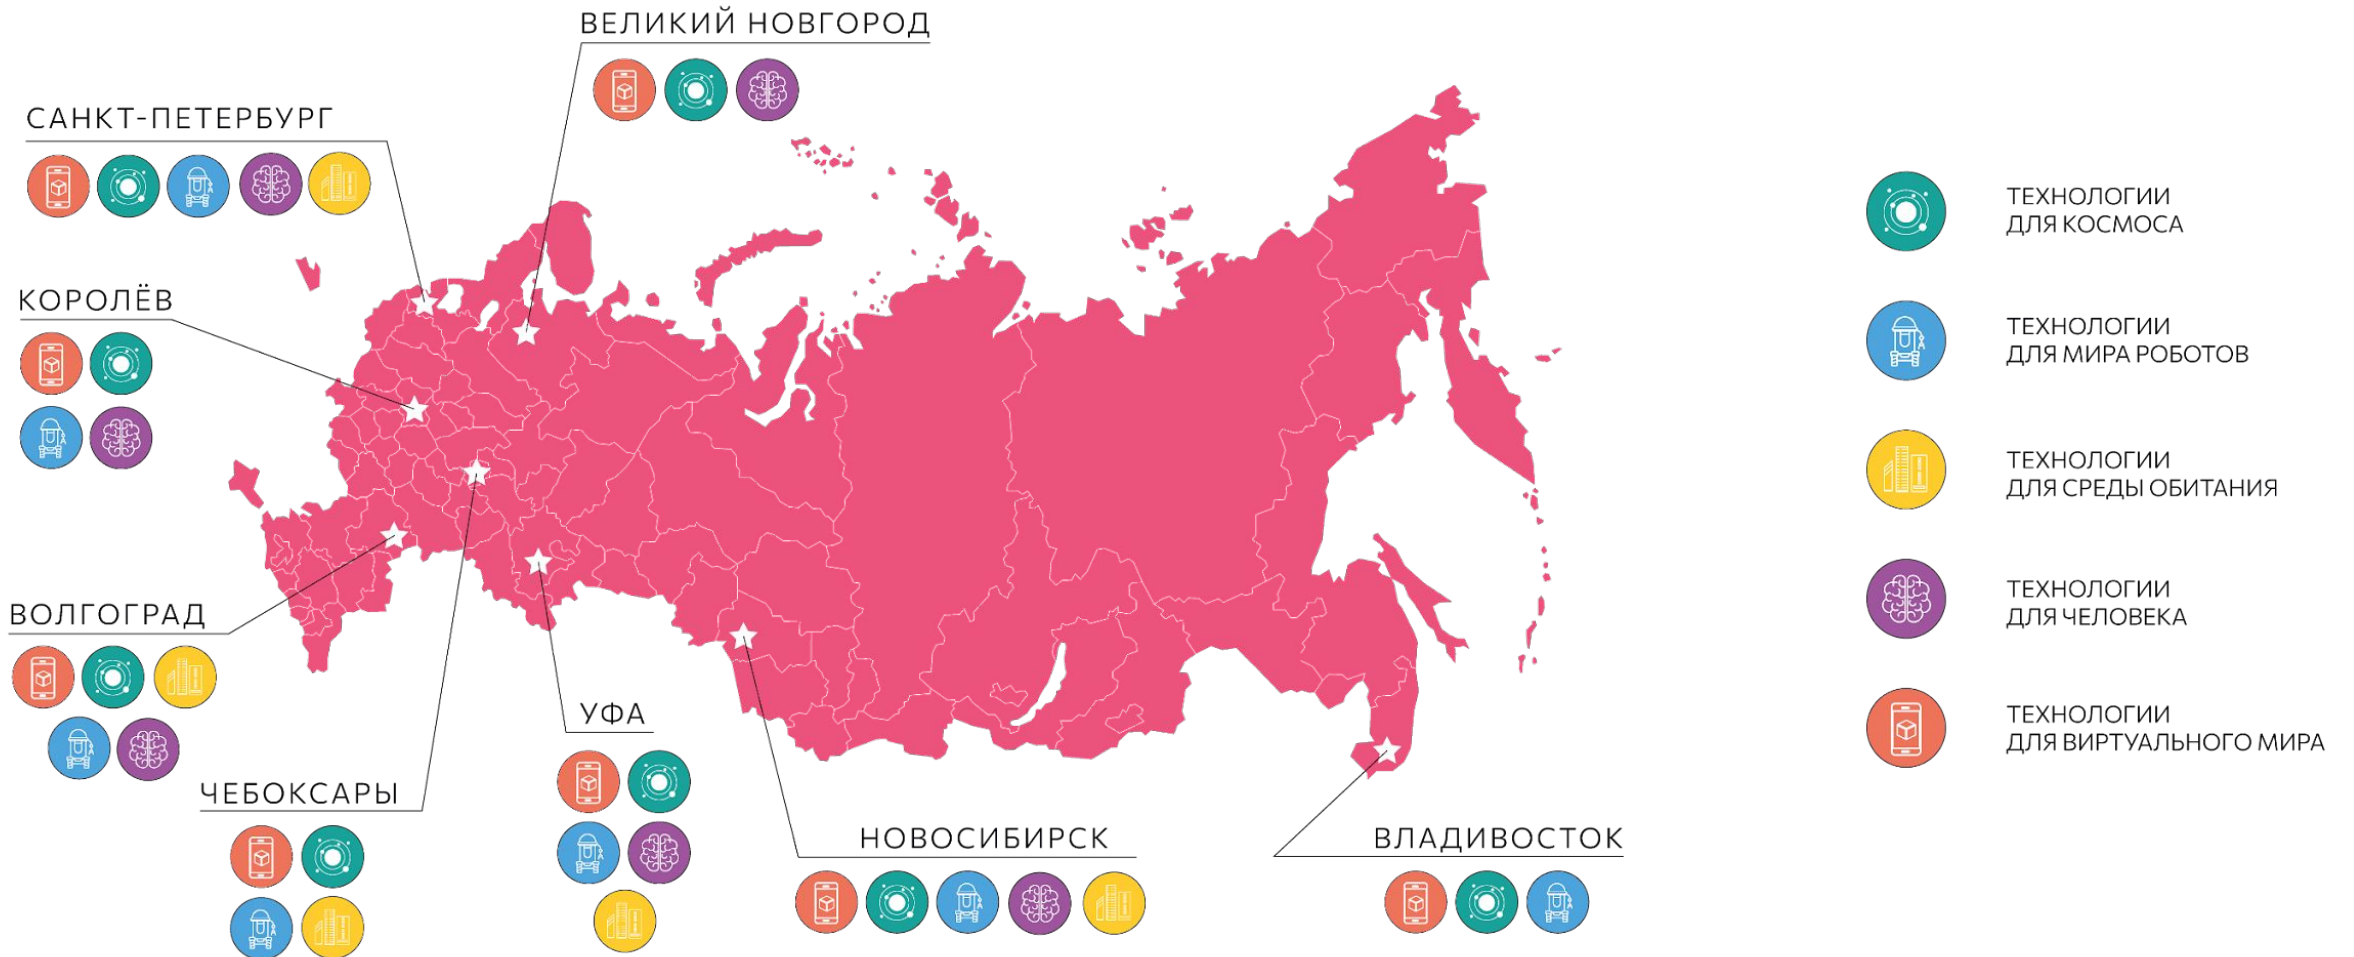 ВЕЛИКИЙ НОВГОРОД
САНКТ-ПЕТЕРБУРГ
КОРОЛЁВ
ВОЛГОГРАД
ЧЕБОКСАРЫ
УФА
НОВОСИБИРСК
ВЛАДИВОСТОК
ТЕХНОЛОГИИ
ДЛЯ КОСМОСА
ТЕХНОЛОГИИ
ДЛЯ МИРА РОБОТОВ
ТЕХНОЛОГИИ
ДЛЯ СРЕДЫ ОБИТАНИЯ
ТЕХНОЛОГИИ
ДЛЯ ЧЕЛОВЕКА
ТЕХНОЛОГИИ
ДЛЯ ВИРТУАЛЬНОГО МИРА